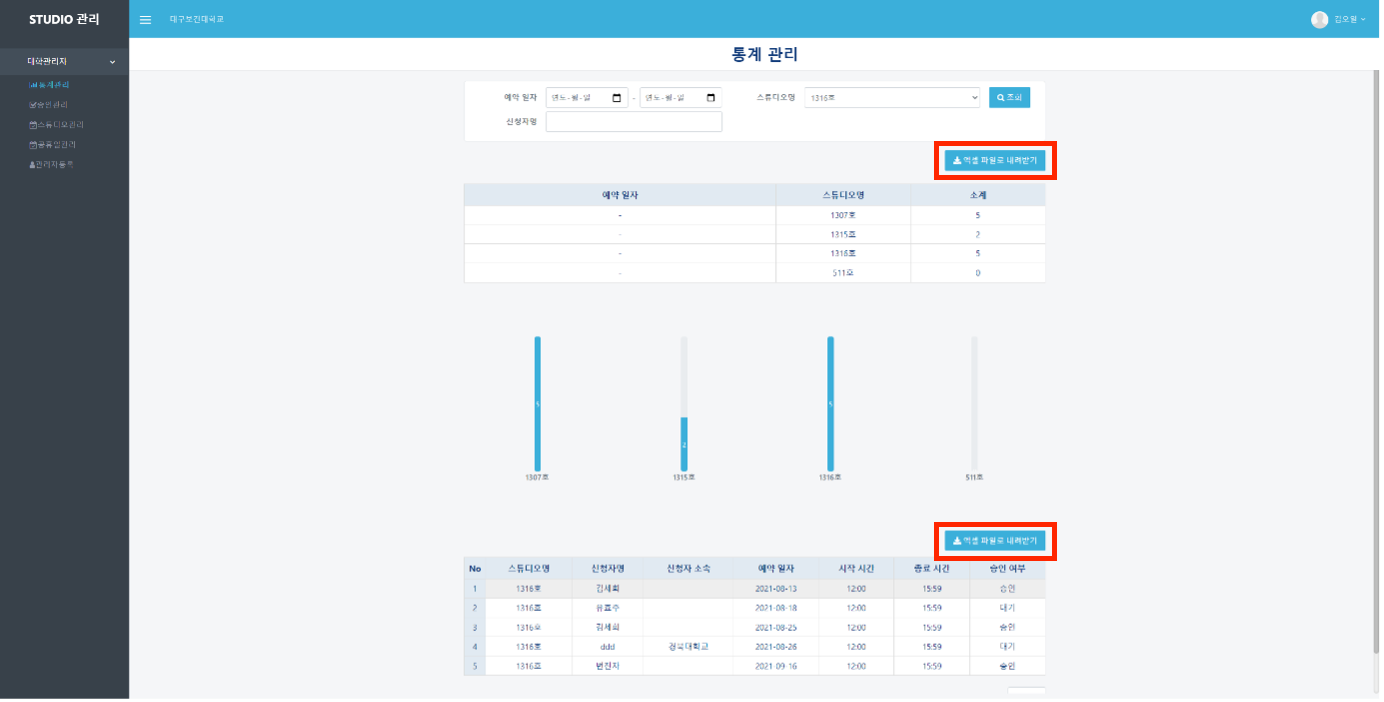 STUDIO 관리
대구보건대학교
김오일
대학관리자
통계관리
승인관리
스튜디오관리
공휴일관리
관리자등록
통계 관리
예약 일자 연도-월-일 - 연도-월-일 스튜디오명 1316호 조회
신청자명
엑셀 파일로 내려받기
예약 일자 스튜디오명 소계
- 1307호 5
- 1315호 2
- 1316호 5
- 511호 0
5 2 5
1307호 1315호 1316호 511호
엑셀 파일로 내려받기
No 스튜디오명 신청자명 신청자 소속 예약 일자 시작 시간 종료 시간 승인 여부
1 1316호 김세희 2021-08-13 12:00 15:59 승인
2 1316호 유효주 2021-08-18 12:00 15:59 대기
3 1316호 김세희 2021-08-25 12:00 15:59 승인
4 1316호 ddd 경북대학교 2021-08-26 12:00 15:59 대기
5 1316호 2021-09-16 12:00 15:59 승인